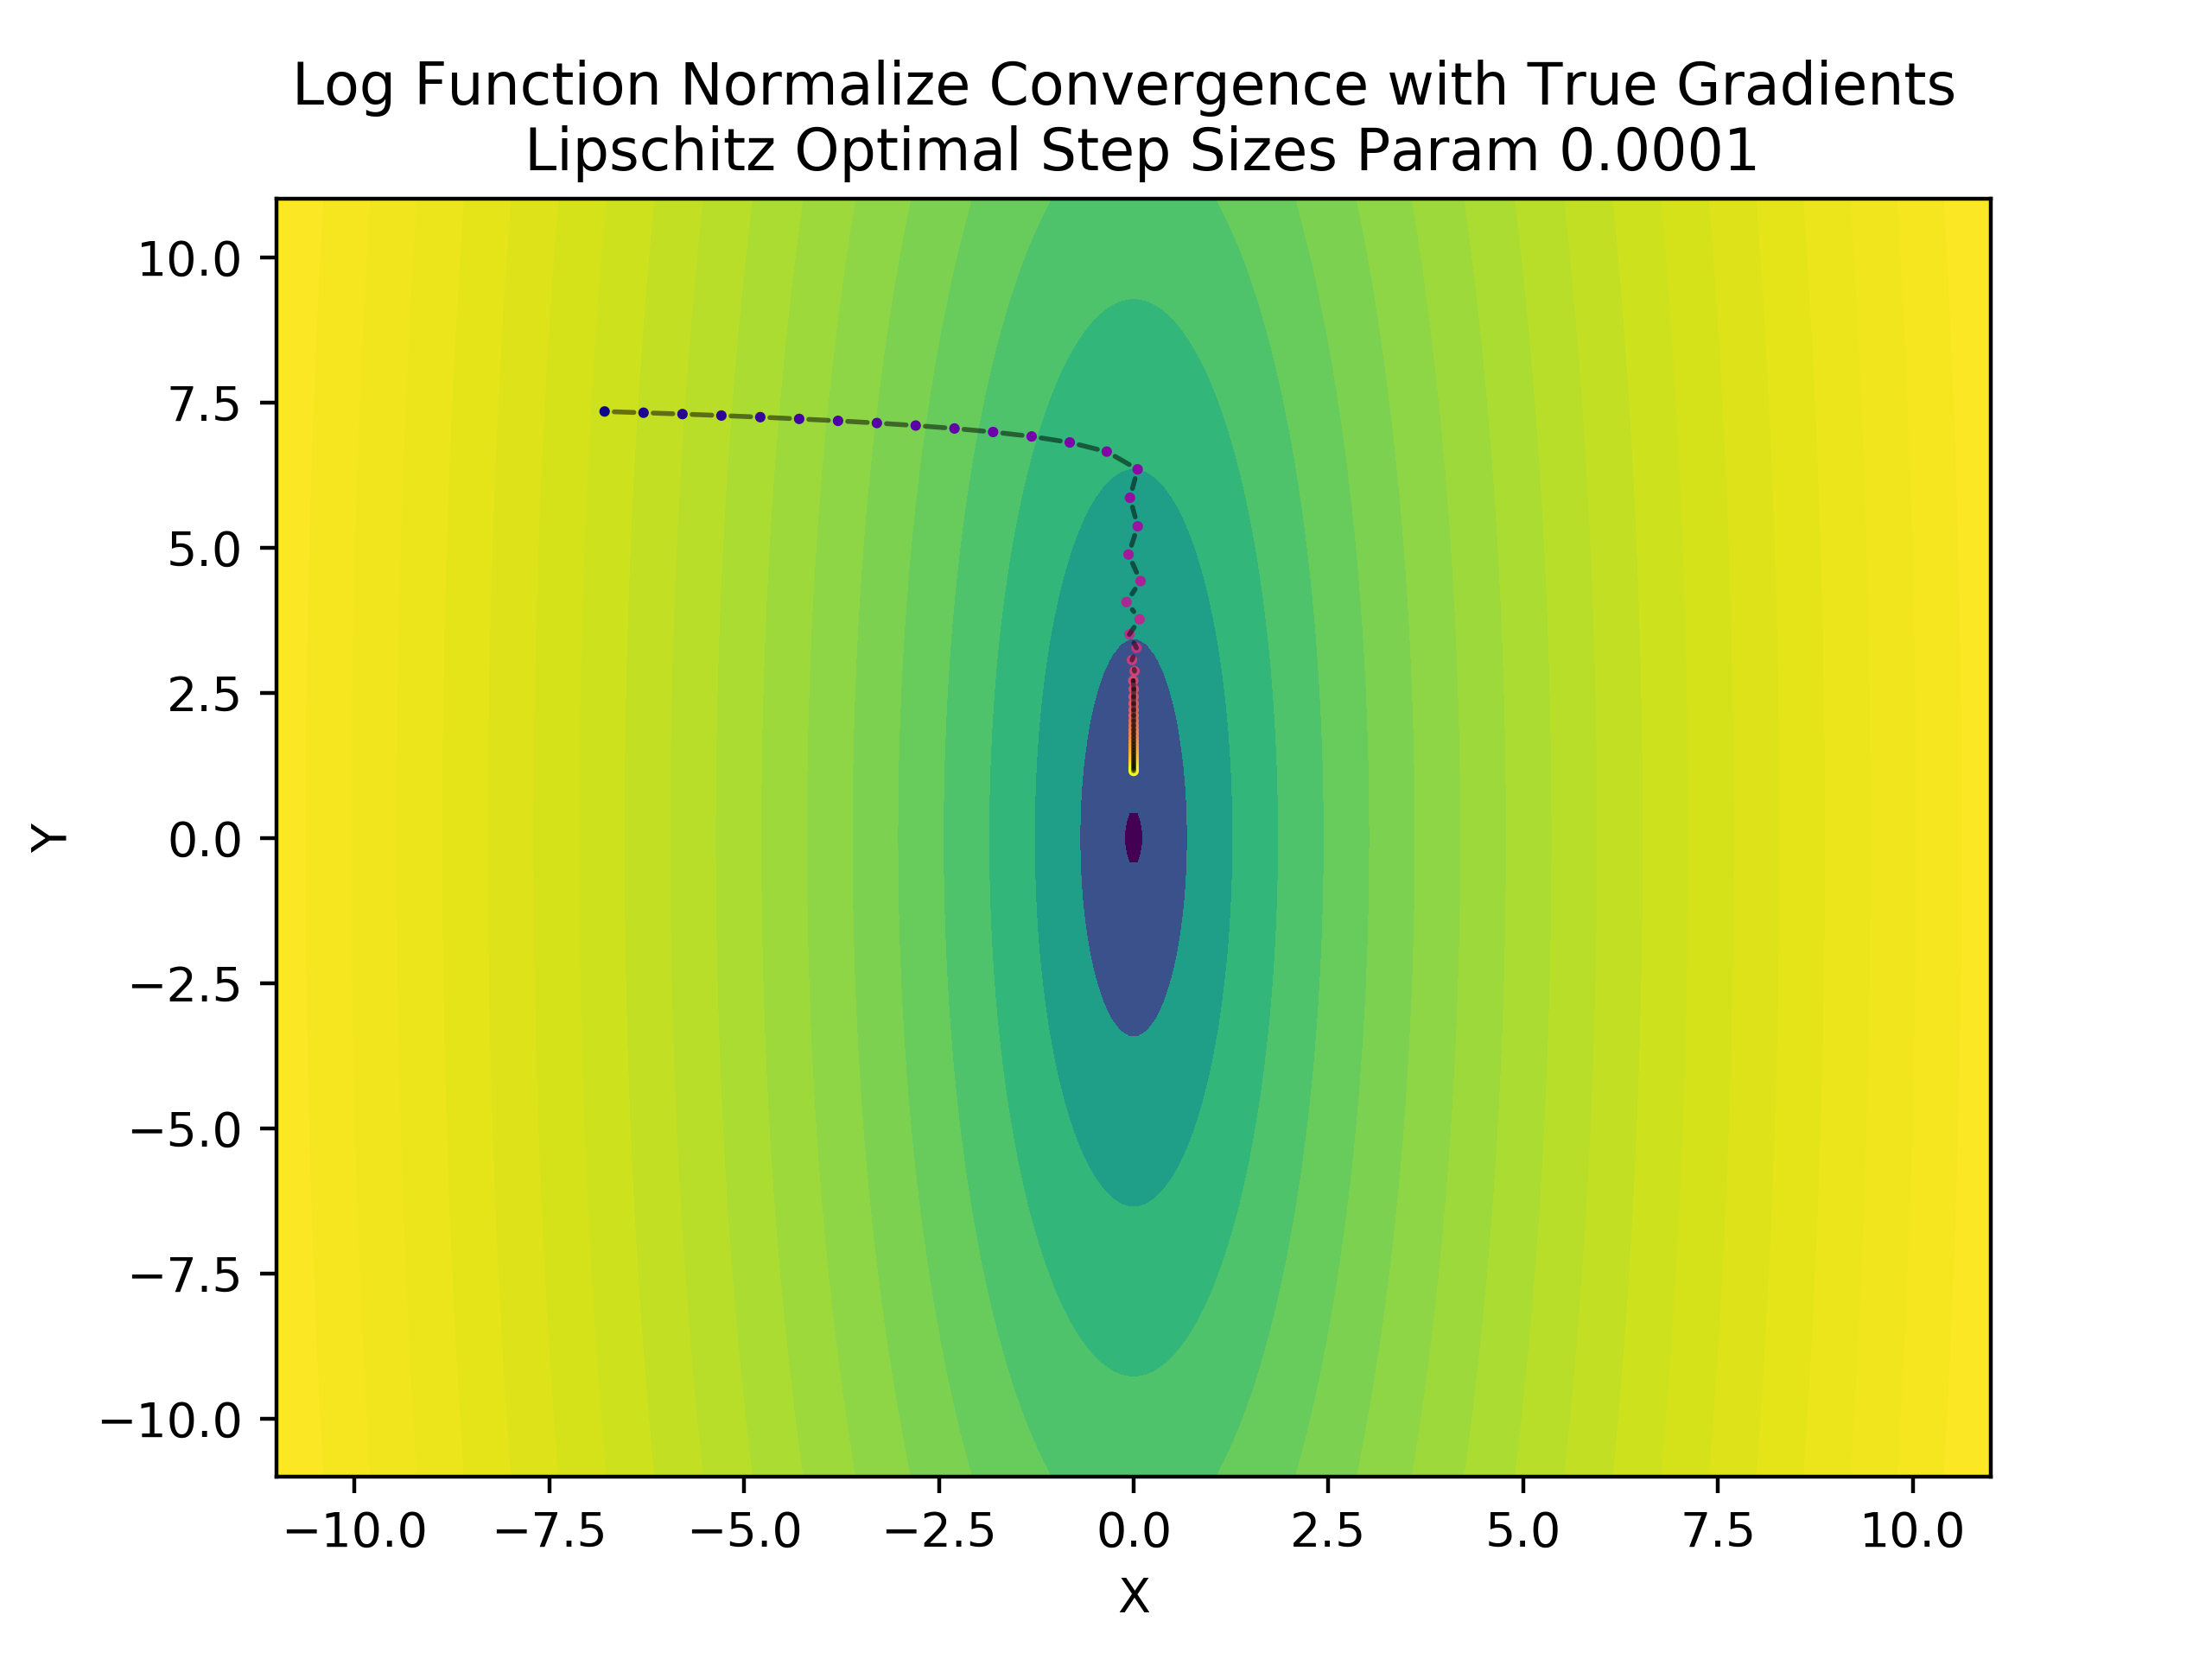 Log Function Normalize Convergence with True Gradients
Lipschitz Optimal Step Sizes Param 0.0001
10.0
7.5
5.0
2.5
0.0
−2.5
−5.0
−7.5
−10.0
Y
−10.0 −7.5 −5.0 −2.5 0.0 2.5 5.0 7.5 10.0
X